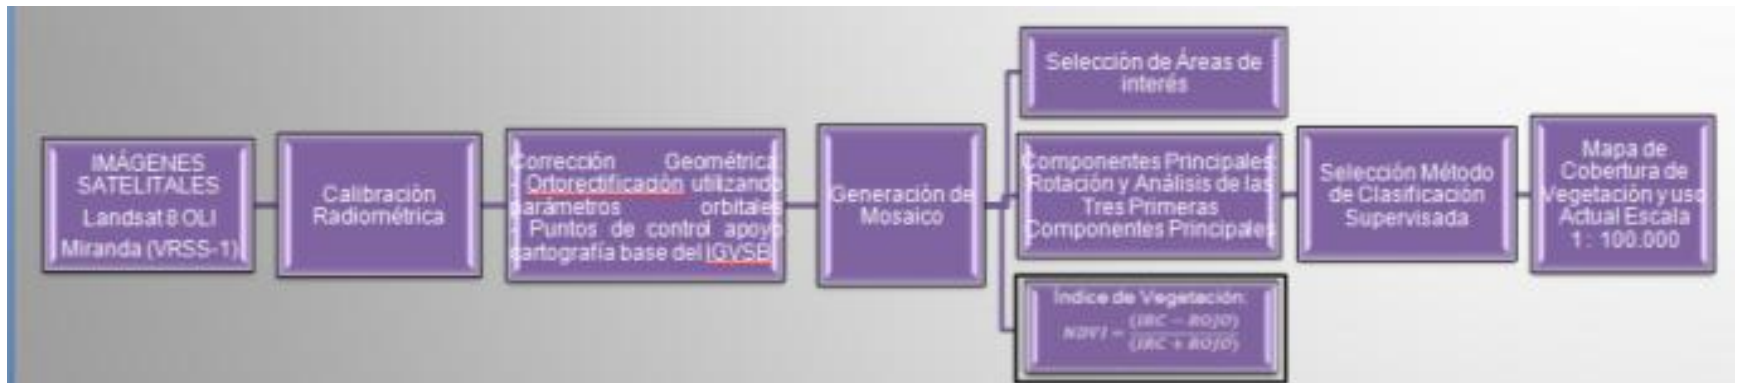 IMÁGENES
SATELITALES
Landsat 8 OLI
Miranda (VRSS-1)
Calibración
Radiométrica
Corrección Geométrica:
- Ortorectificación utilizando
parámetros orbitales
- Puntos de control apoyo
cartografía base del IGVSB
Generación de
Mosaico
Selección de Áreas de
interés
Componentes Principales:
Rotación y Análisis de las
Tres Primeras
Componentes Principales
Índice de Vegetación:
NDVI = (IRC − ROJO) / (IRC + ROJO)
Selección Método
de Clasificación
Supervisada
Mapa de
Cobertura de
Vegetación y uso
Actual Escala
1 : 100.000